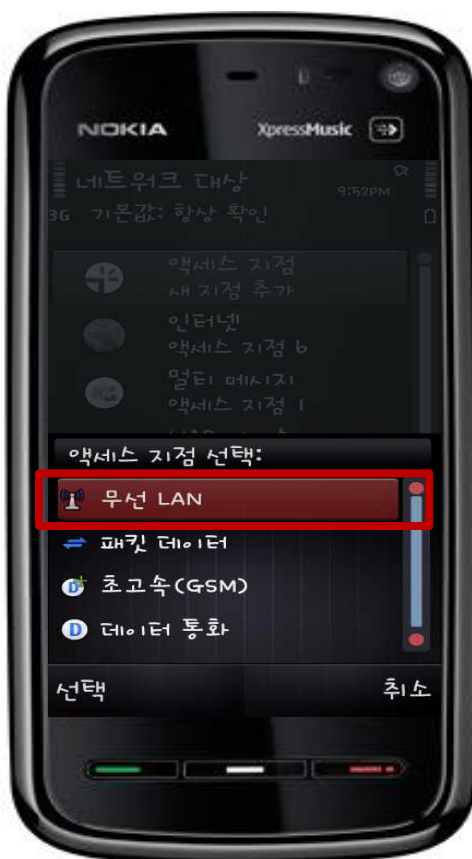 NOKIA
XpressMusic
네트워크 대상
9:52PM
3G 기본값: 항상 확인
액세스 지점
새 지점 추가
인터넷
액세스 지점 6
멀티 메시지
액세스 지점 1
액세스 지점 선택:
무선 LAN
패킷 데이터
초고속(GSM)
데이터 통화
선택 취소